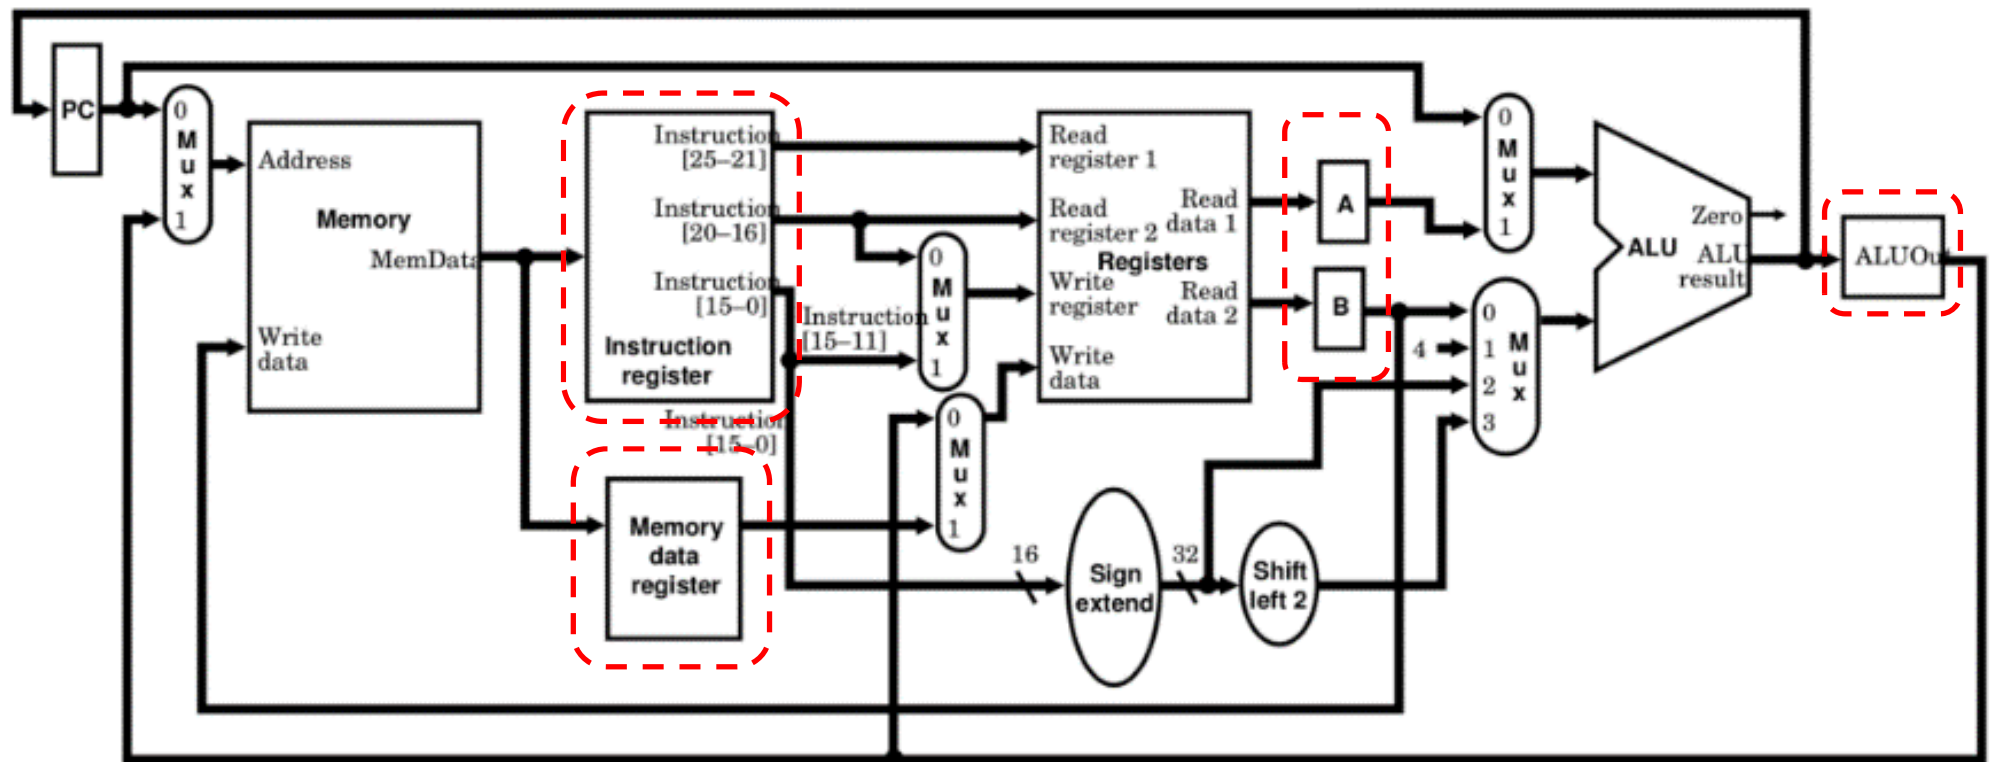 PC
0
M
u
x
1
Address
Memory
MemData
Write
data
Instruction
[25–21]
Instruction
[20–16]
Instruction
[15–0]
Instruction
register
Instruction
[15–11]
Instruction
[15–0]
Memory
data
register
0
M
u
x
1
0
M
u
x
1
Read
register 1
Read
register 2
Registers
Write
register
Write
data
Read
data 1
Read
data 2
16
Sign
extend
32
Shift
left 2
A
B
4
0
M
u
x
1
0
1
2
3
M
u
x
Zero
ALU
ALU
result
ALUOut